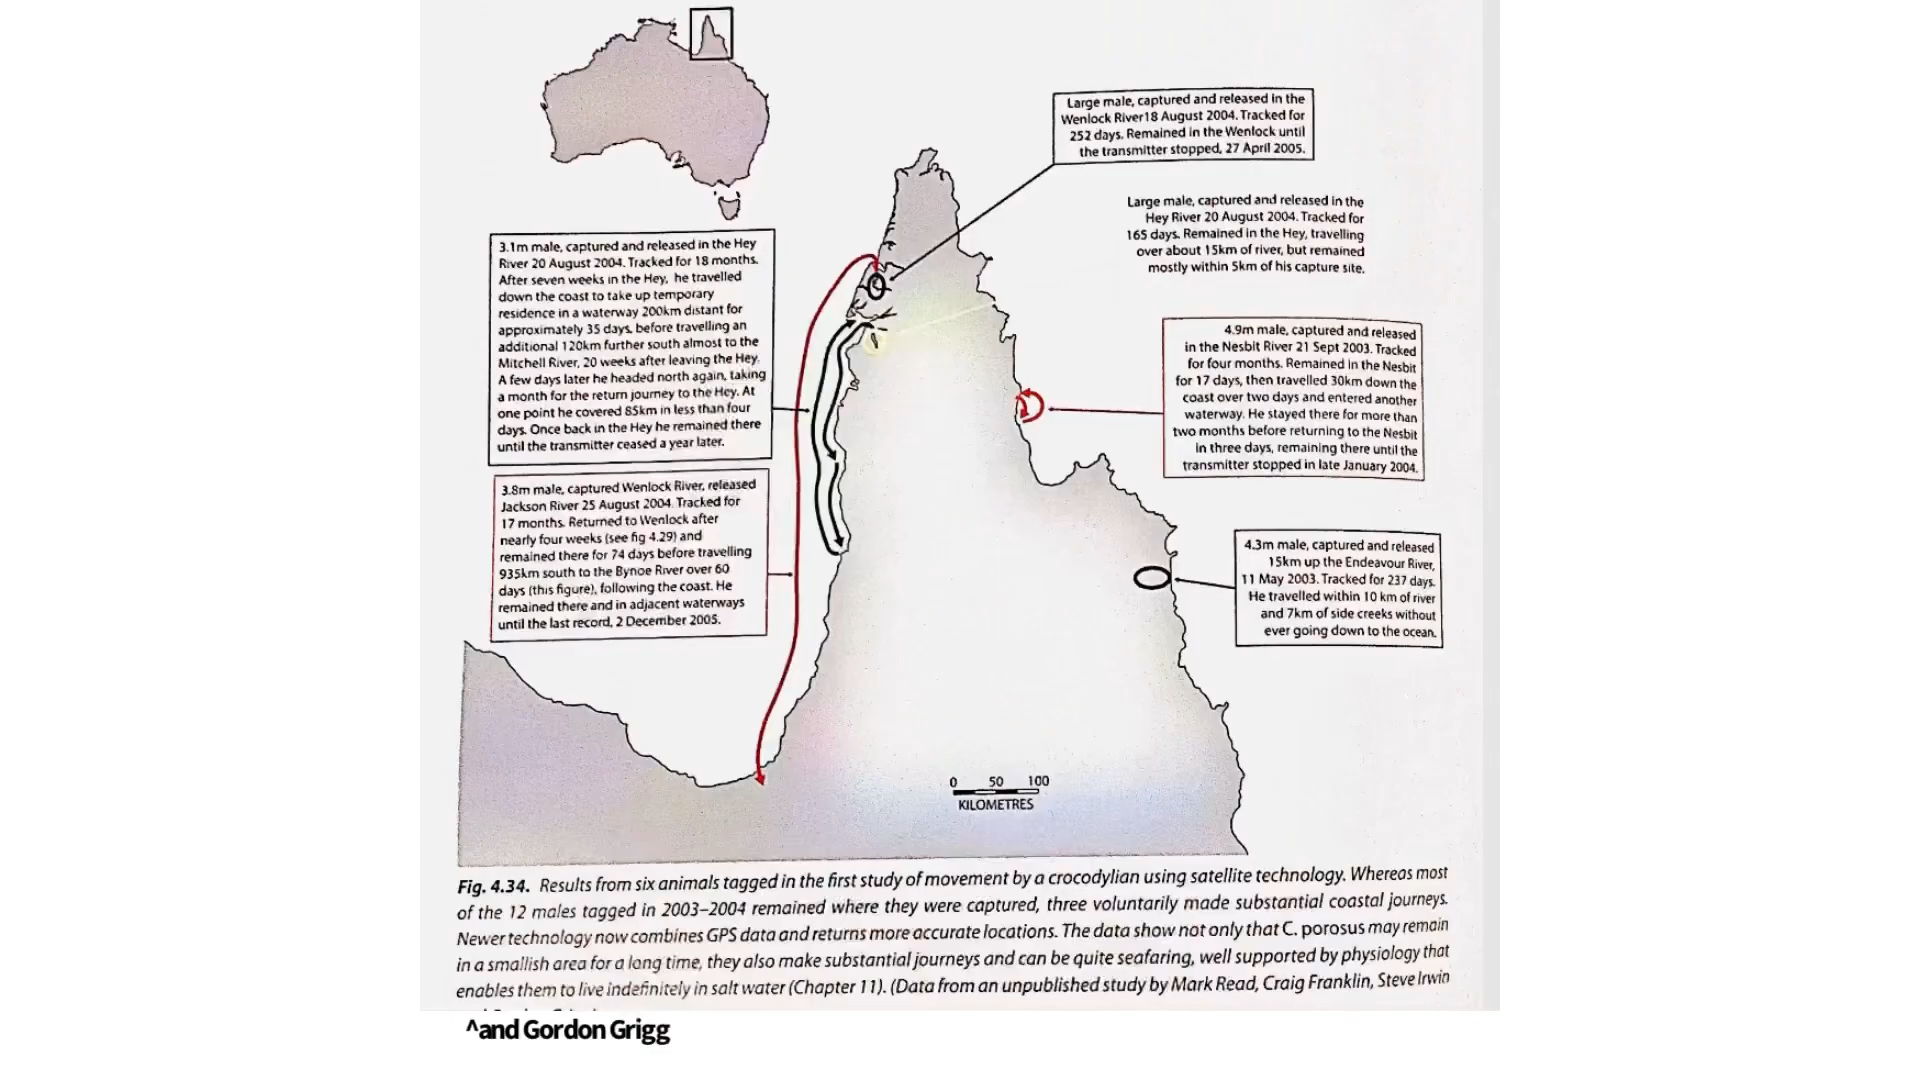 Large male, captured and released in the
Wenlock River18 August 2004. Tracked for
252 days. Remained in the Wenlock until
the transmitter stopped, 27 April 2005.
Large male, captured and released in the
Hey River 20 August 2004. Tracked for
165 days. Remained in the Hey, travelling
over about 15km of river, but remained
mostly within 5km of his capture site.
3.1m male, captured and released in the Hey
River 20 August 2004. Tracked for 18 months.
After seven weeks in the Hey, he travelled
down the coast to take up temporary
residence in a waterway 200km distant for
approximately 35 days, before travelling an
additional 120km further south almost to the
Mitchell River, 20 weeks after leaving the Hey.
A few days later he headed north again, taking
a month for the return journey to the Hey. At
one point he covered 85km in less than four
days. Once back in the Hey he remained there
until the transmitter ceased a year later.
4.9m male, captured and released
in the Nesbit River 21 Sept 2003. Tracked
for four months. Remained in the Nesbit
for 17 days, then travelled 30km down the
coast over two days and entered another
waterway. He stayed there for more than
two months before returning to the Nesbit
in three days, remaining there until the
transmitter stopped in late January 2004.
3.8m male, captured Wenlock River, released
Jackson River 25 August 2004. Tracked for
17 months. Returned to Wenlock after
nearly four weeks (see fig 4.29) and
remained there for 74 days before travelling
935km south to the Bynoe River over 60
days (this figure), following the coast. He
remained there and in adjacent waterways
until the last record, 2 December 2005.
4.3m male, captured and released
15km up the Endeavour River,
11 May 2003. Tracked for 237 days.
He travelled within 10 km of river
and 7km of side creeks without
ever going down to the ocean.
0 50 100
KILOMETRES
Fig. 4.34. Results from six animals tagged in the first study of movement by a crocodylian using satellite technology. Whereas most
of the 12 males tagged in 2003–2004 remained where they were captured, three voluntarily made substantial coastal journeys.
Newer technology now combines GPS data and returns more accurate locations. The data show not only that C. porosus may remain
in a smallish area for a long time, they also make substantial journeys and can be quite seafaring, well supported by physiology that
enables them to live indefinitely in salt water (Chapter 11). (Data from an unpublished study by Mark Read, Craig Franklin, Steve Irwin
^and Gordon Grigg